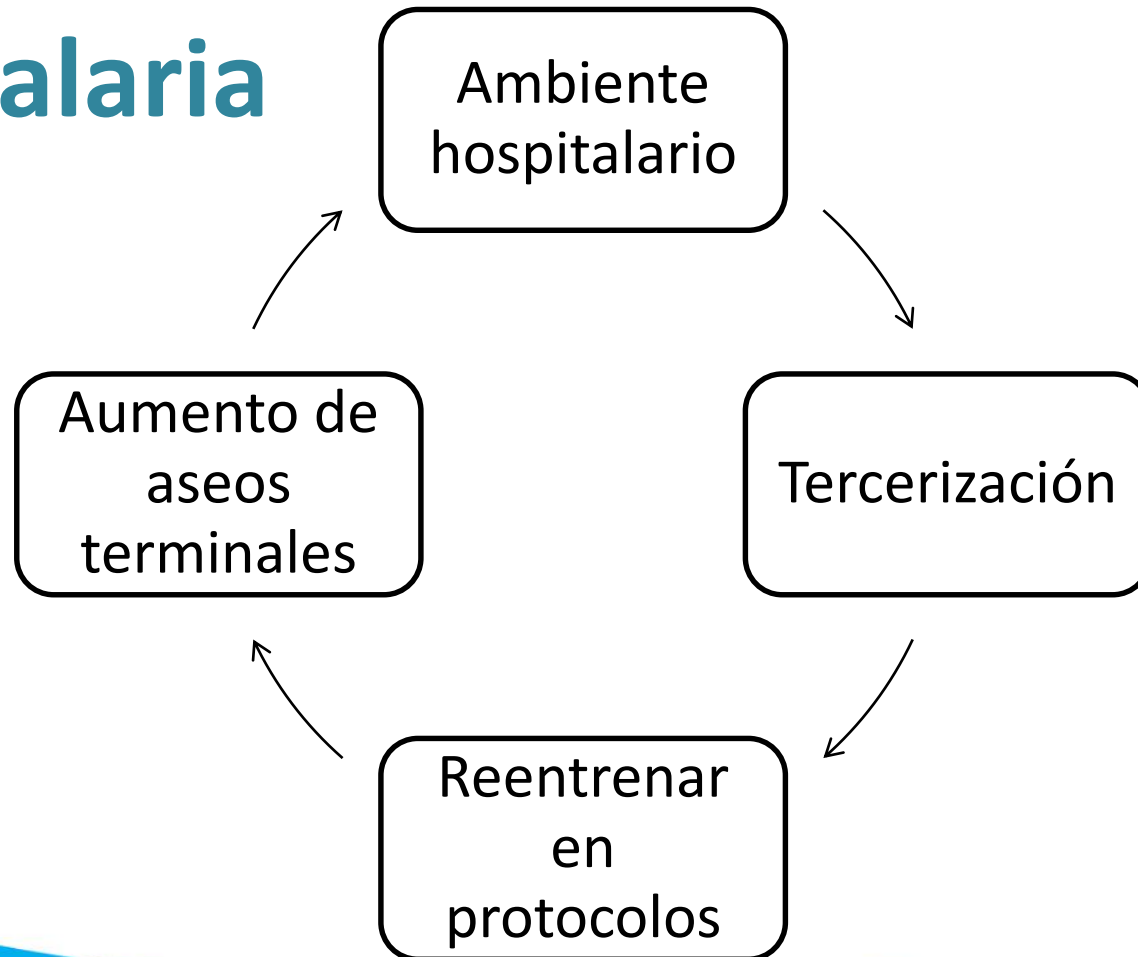 alaria
Ambiente
hospitalario
Tercerización
Reentrenar
en
protocolos
Aumento de
aseos
terminales